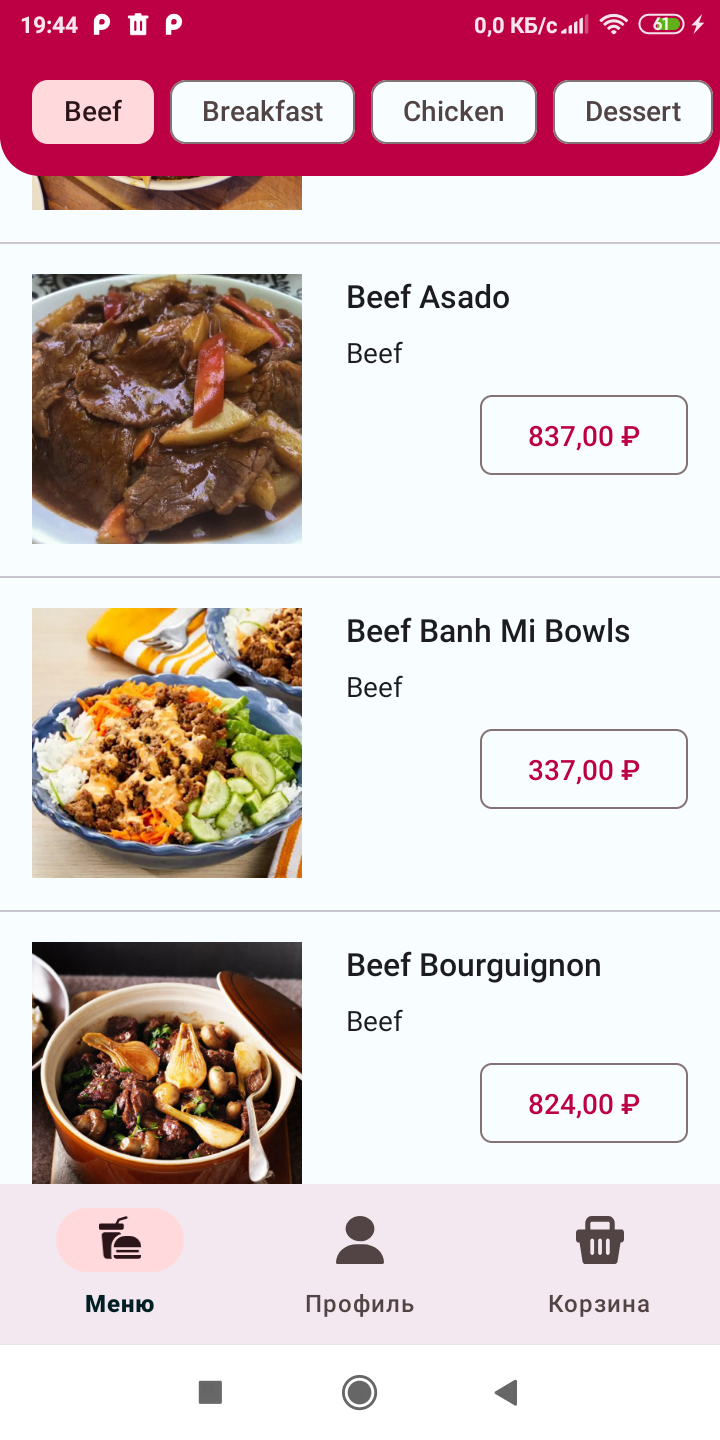 19:44 0,0 КБ/с 61
Beef Breakfast Chicken Dessert
Beef Asado
Beef
837,00 ₽
Beef Banh Mi Bowls
Beef
337,00 ₽
Beef Bourguignon
Beef
824,00 ₽
Меню Профиль Корзина